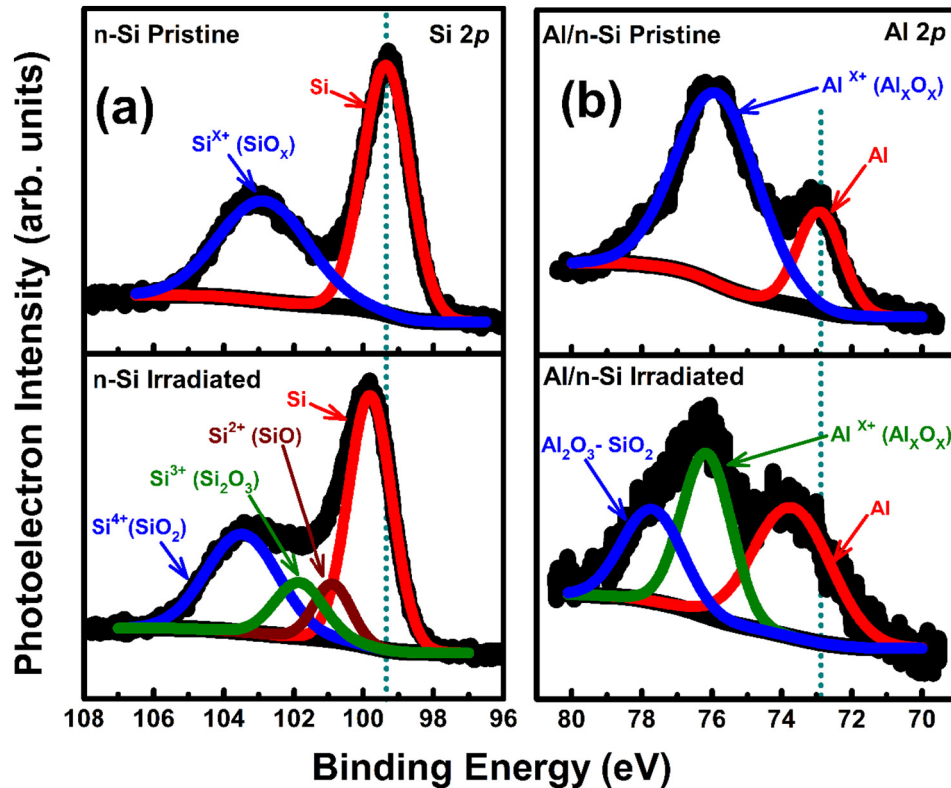 Photoelectron Intensity (arb. units)
n-Si Pristine
Si 2p
(a)
Si
Si^X+ (SiO_X)
n-Si Irradiated
Si
Si^2+ (SiO)
Si^3+ (Si_2O_3)
Si^4+(SiO_2)
108 106 104 102 100 98 96
Al/n-Si Pristine
Al 2p
(b)
Al ^X+ (Al_XO_X)
Al
Al/n-Si Irradiated
Al_2O_3- SiO_2
Al ^X+ (Al_XO_X)
Al
80 78 76 74 72 70
Binding Energy (eV)